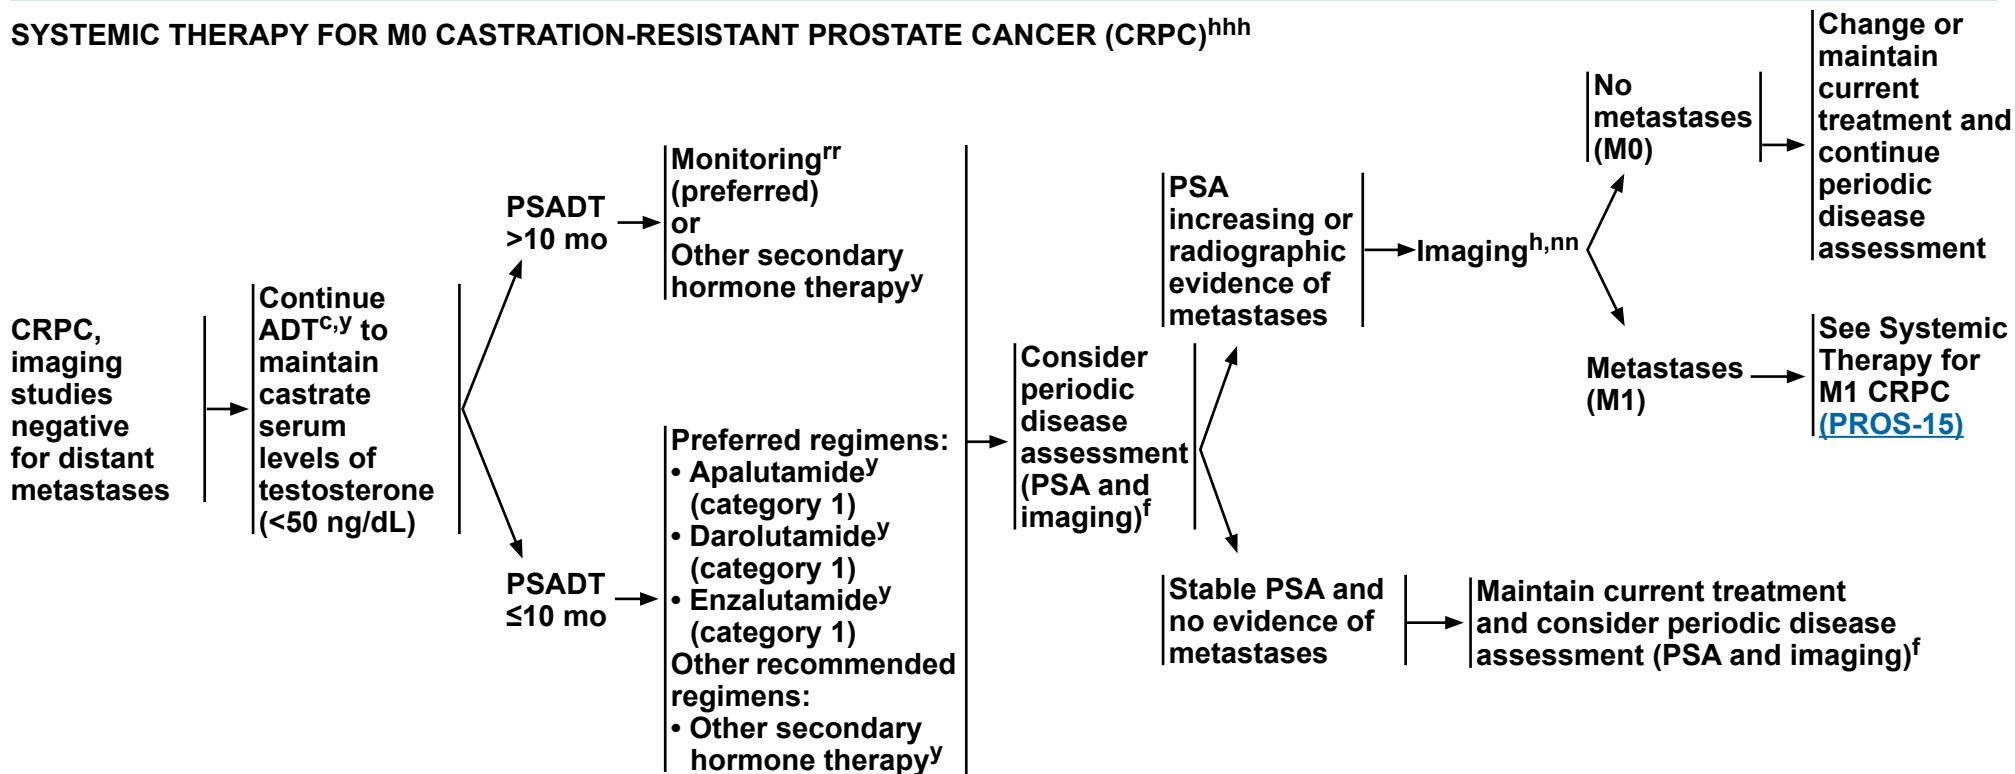 SYSTEMIC THERAPY FOR M0 CASTRATION-RESISTANT PROSTATE CANCER (CRPC)hhh
CRPC,
imaging
studies
negative
for distant
metastases
Continue
ADTc,y to
maintain
castrate
serum
levels of
testosterone
(<50 ng/dL)
PSADT
>10 mo
Monitoringrr
(preferred)
or
Other secondary
hormone therapyy
PSADT
≤10 mo
Preferred regimens:
• Apalutamidey
(category 1)
• Darolutamidey
(category 1)
• Enzalutamidey
(category 1)
Other recommended
regimens:
• Other secondary
hormone therapyy
Consider
periodic
disease
assessment
(PSA and
imaging)f
PSA
increasing or
radiographic
evidence of
metastases
Imagingh,nn
No
metastases
(M0)
Change or
maintain
current
treatment and
continue
periodic
disease
assessment
Metastases
(M1)
See Systemic
Therapy for
M1 CRPC
(PROS-15)
Stable PSA and
no evidence of
metastases
Maintain current treatment
and consider periodic disease
assessment (PSA and imaging)f